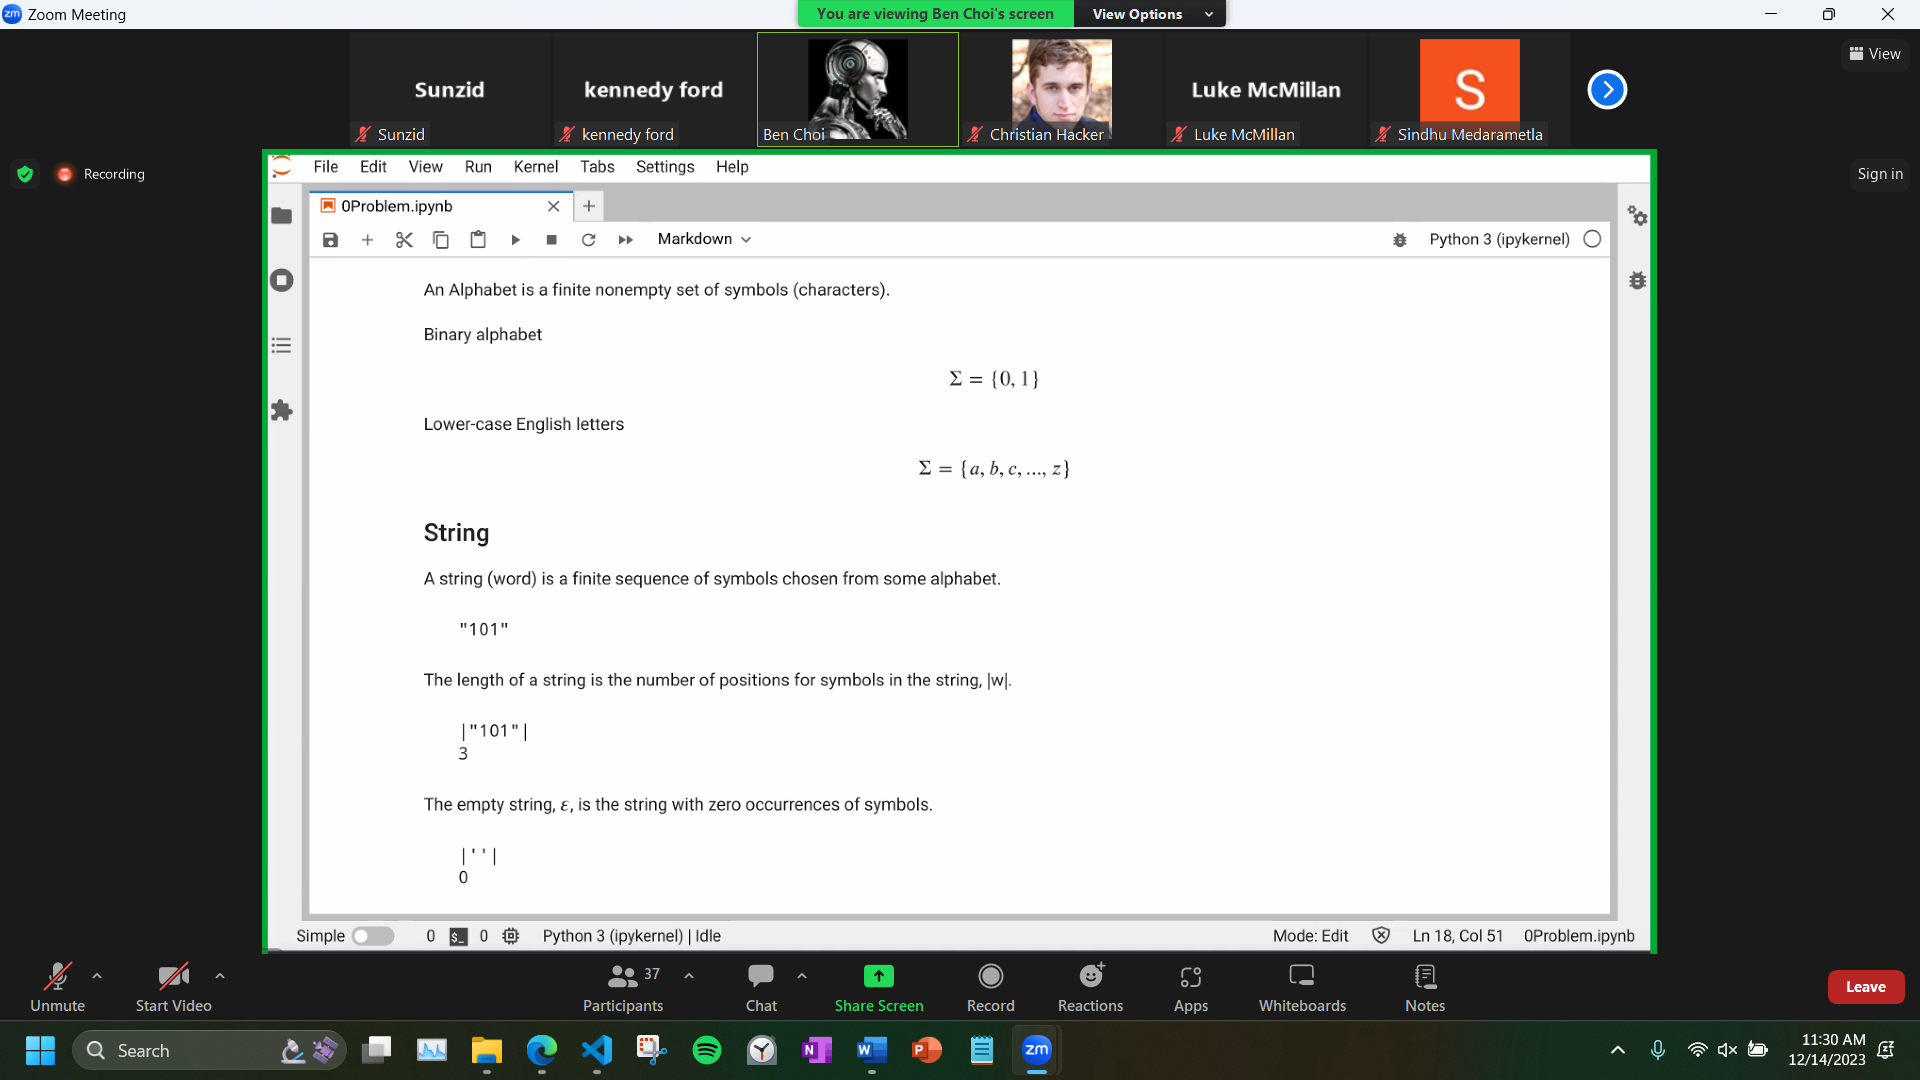 zm Zoom Meeting
You are viewing Ben Choi's screen
View Options
View
Sunzid
kennedy ford
Luke McMillan
S
Sunzid
kennedy ford
Ben Choi
Christian Hacker
Luke McMillan
Sindhu Medarametla
Recording
Sign in
File Edit View Run Kernel Tabs Settings Help
0Problem.ipynb
Markdown
Python 3 (ipykernel)
An Alphabet is a finite nonempty set of symbols (characters).
Binary alphabet
Σ = {0, 1}
Lower-case English letters
Σ = {a, b, c, ..., z}
String
A string (word) is a finite sequence of symbols chosen from some alphabet.
"101"
The length of a string is the number of positions for symbols in the string, |w|.
|"101"|
3
The empty string, ε, is the string with zero occurrences of symbols.
|''|
0
Simple 0 $_ 0 Python 3 (ipykernel) | Idle
Mode: Edit Ln 18, Col 51 0Problem.ipynb
37
Unmute
Start Video
Participants
Chat
Share Screen
Record
Reactions
Apps
Whiteboards
Notes
Leave
Search
N
W
P
zm
11:30 AM
12/14/2023